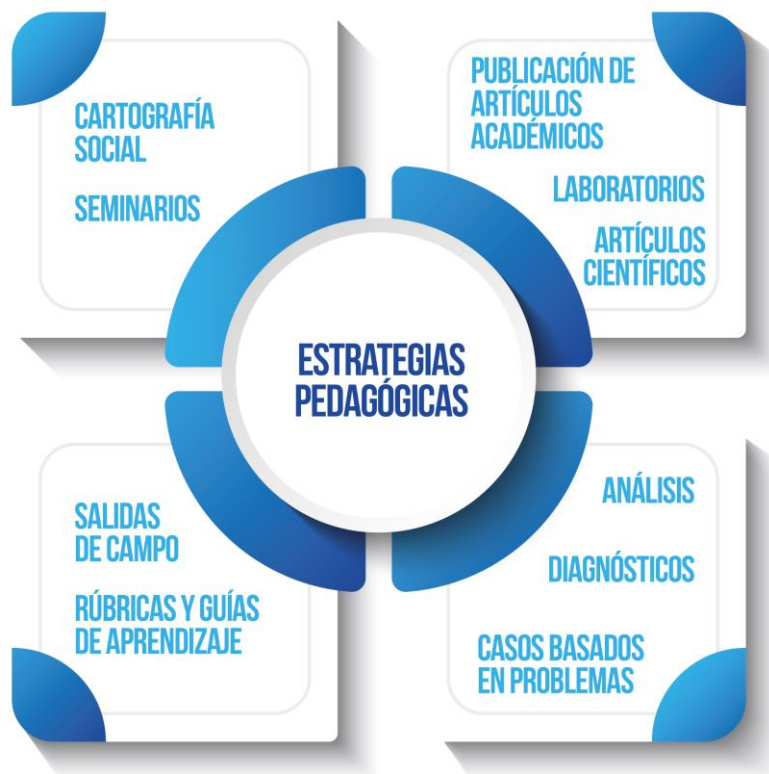 CARTOGRAFÍA
SOCIAL
SEMINARIOS
PUBLICACIÓN DE
ARTÍCULOS
ACADÉMICOS
LABORATORIOS
ARTÍCULOS
CIENTÍFICOS
ESTRATEGIAS
PEDAGÓGICAS
SALIDAS
DE CAMPO
RÚBRICAS Y GUÍAS
DE APRENDIZAJE
ANÁLISIS
DIAGNÓSTICOS
CASOS BASADOS
EN PROBLEMAS